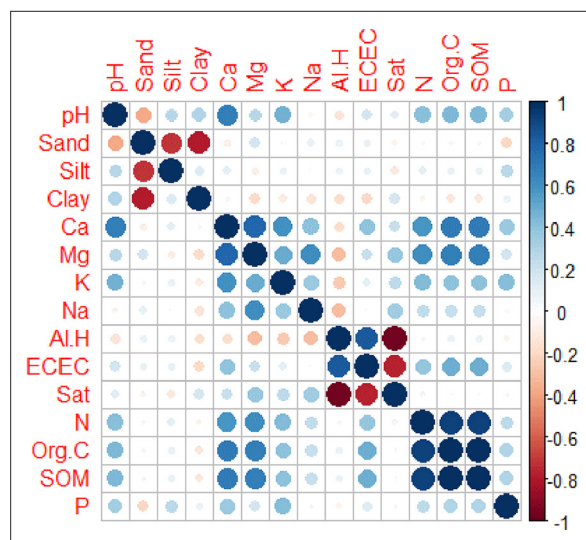 pH Sand Silt Clay Ca Mg K Na Al.H ECEC Sat N Org.C SOM P
pH
Sand
Silt
Clay
Ca
Mg
K
Na
Al.H
ECEC
Sat
N
Org.C
SOM
P
1
0.8
0.6
0.4
0.2
0
-0.2
-0.4
-0.6
-0.8
-1